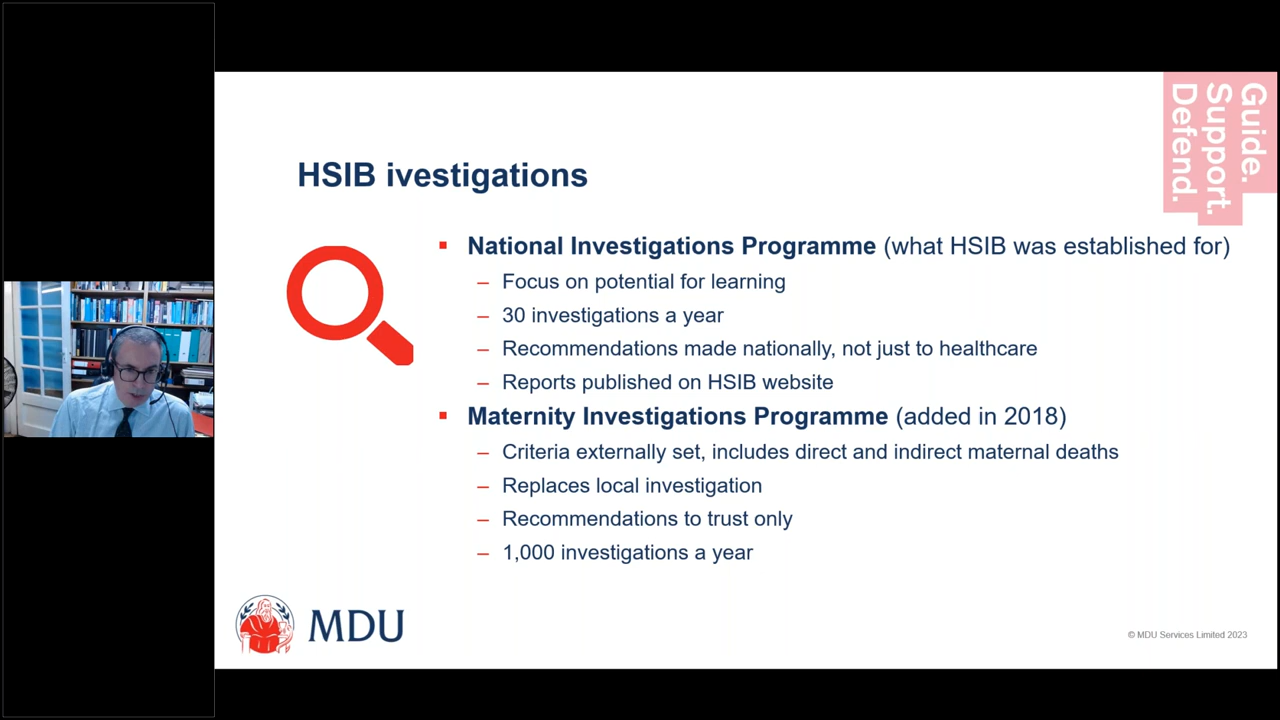 Guide.
Support.
Defend.
HSIB ivestigations
▪ National Investigations Programme (what HSIB was established for)
– Focus on potential for learning
– 30 investigations a year
– Recommendations made nationally, not just to healthcare
– Reports published on HSIB website
▪ Maternity Investigations Programme (added in 2018)
– Criteria externally set, includes direct and indirect maternal deaths
– Replaces local investigation
– Recommendations to trust only
– 1,000 investigations a year
MDU
© MDU Services Limited 2023